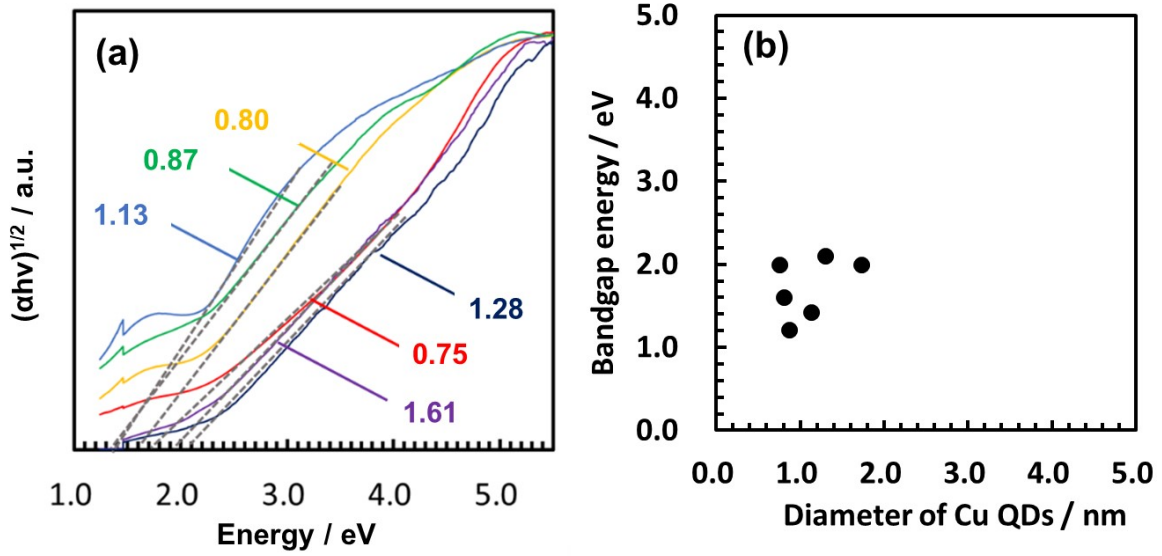 (a)
0.80
0.87
1.13
1.28
0.75
1.61
(αhν)1/2 / a.u.
1.0 2.0 3.0 4.0 5.0
Energy / eV
(b)
5.0
4.0
3.0
2.0
1.0
0.0
Bandgap energy / eV
0.0 1.0 2.0 3.0 4.0 5.0
Diameter of Cu QDs / nm